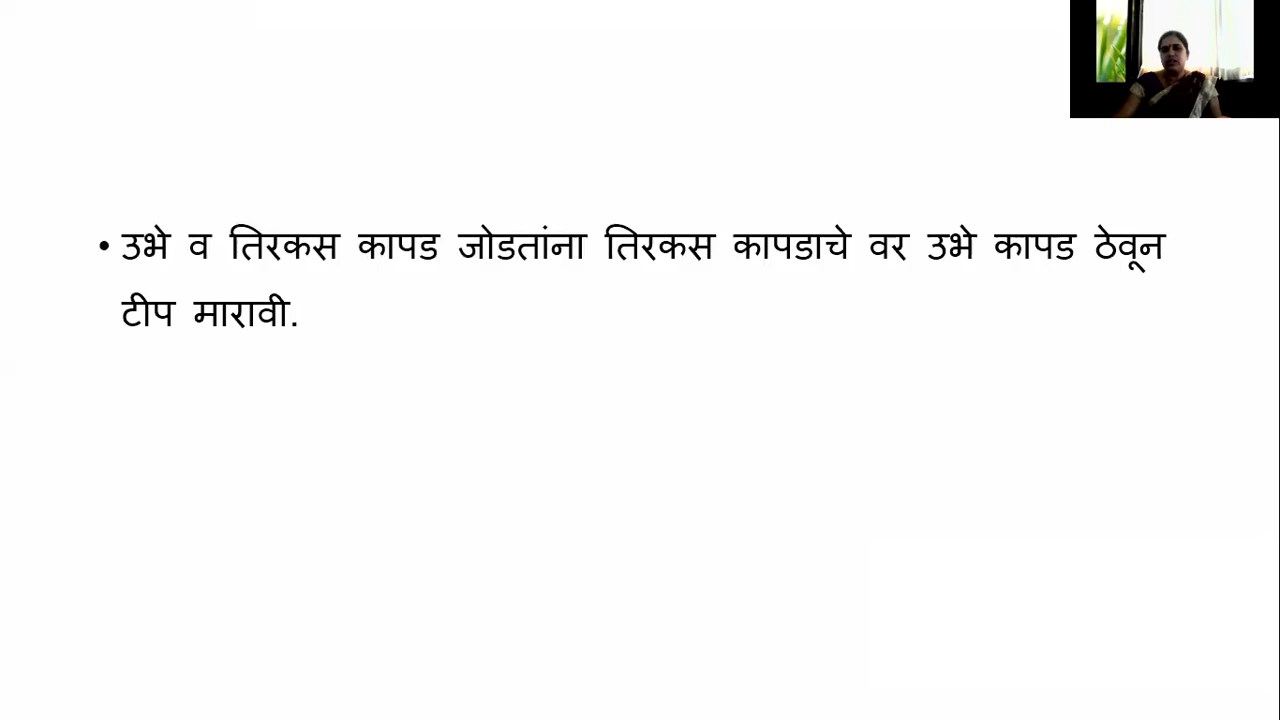 • उभे व तिरकस कापड जोडतांना तिरकस कापडाचे वर उभे कापड ठेवून
टीप मारावी.